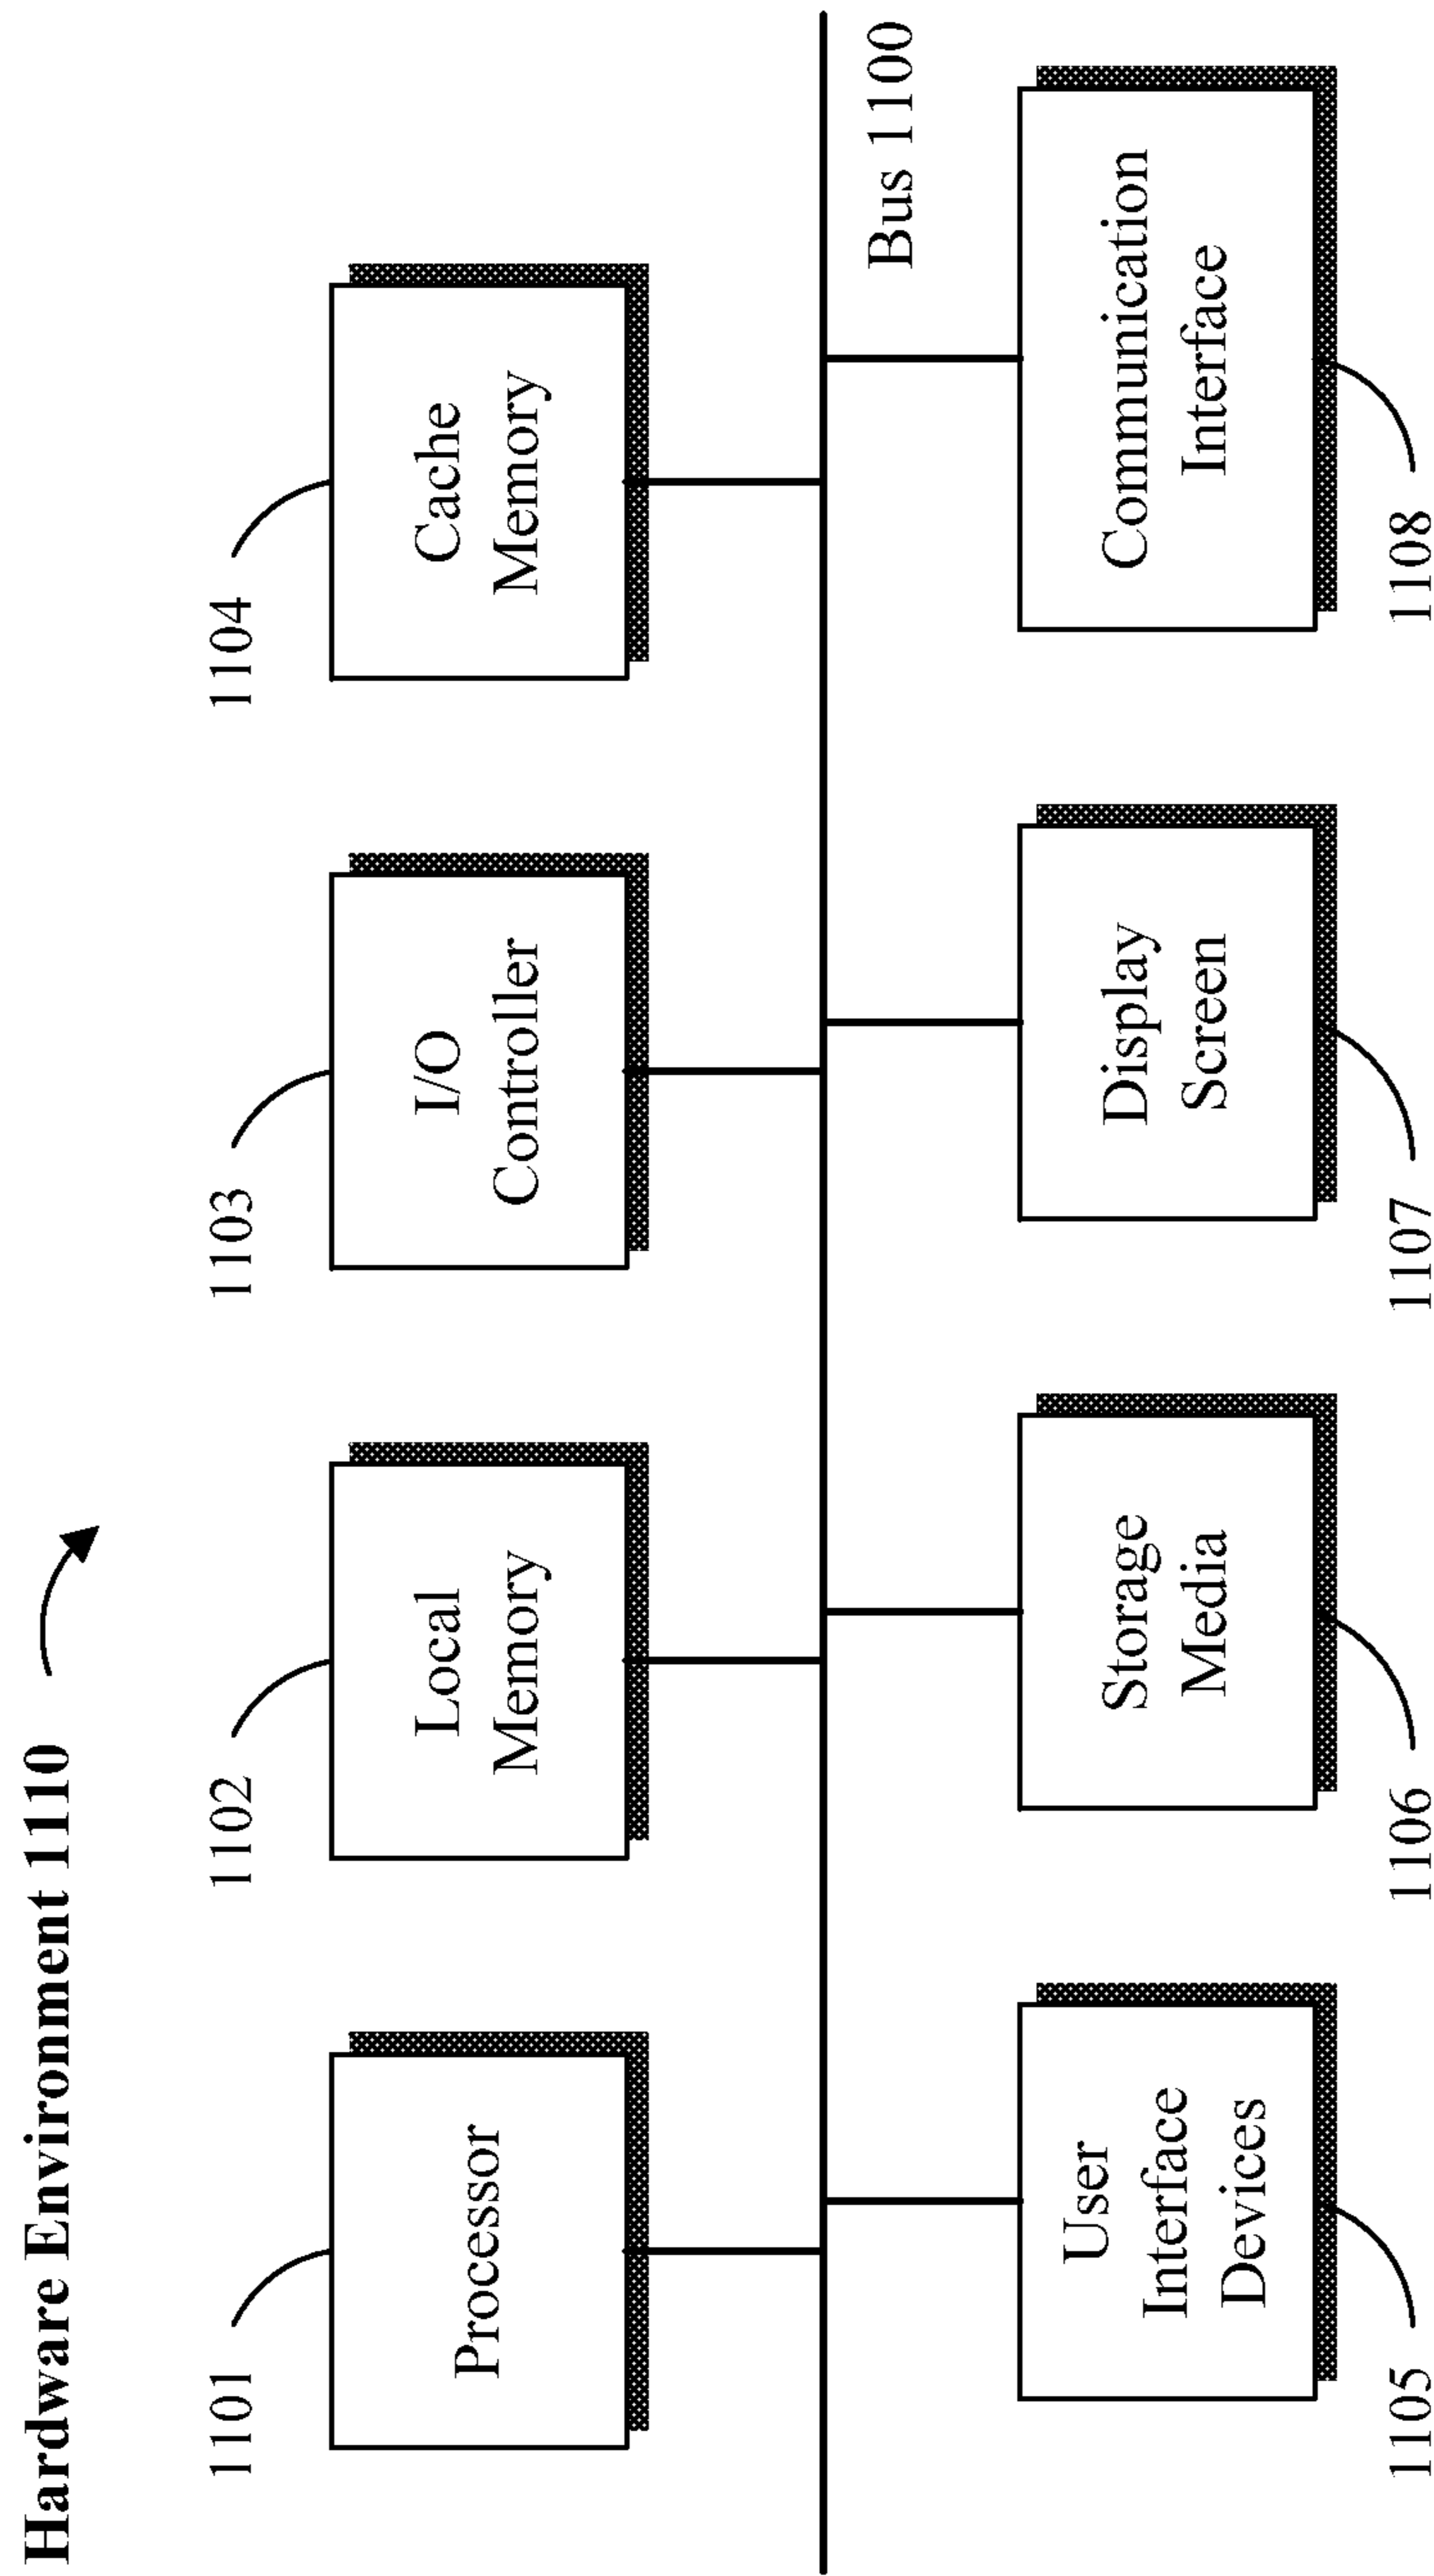 Hardware Environment 1110
1101
1102
1103
1104
Processor
Local
Memory
I/O
Controller
Cache
Memory
Bus 1100
User
Interface
Devices
Storage
Media
Display
Screen
Communication
Interface
1105
1106
1107
1108